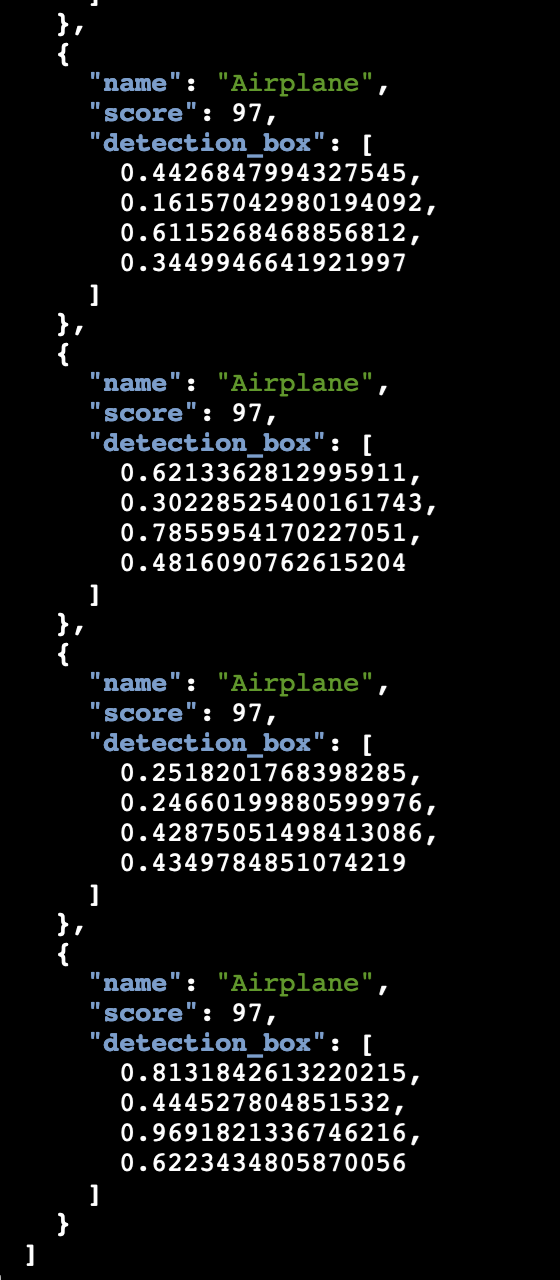 },
{
"name": "Airplane",
"score": 97,
"detection_box": [
0.4426847994327545,
0.16157042980194092,
0.6115268468856812,
0.3449946641921997
]
},
{
"name": "Airplane",
"score": 97,
"detection_box": [
0.6213362812995911,
0.30228525400161743,
0.7855954170227051,
0.4816090762615204
]
},
{
"name": "Airplane",
"score": 97,
"detection_box": [
0.2518201768398285,
0.24660199880599976,
0.42875051498413086,
0.4349784851074219
]
},
{
"name": "Airplane",
"score": 97,
"detection_box": [
0.8131842613220215,
0.444527804851532,
0.9691821336746216,
0.6223434805870056
]
}
]